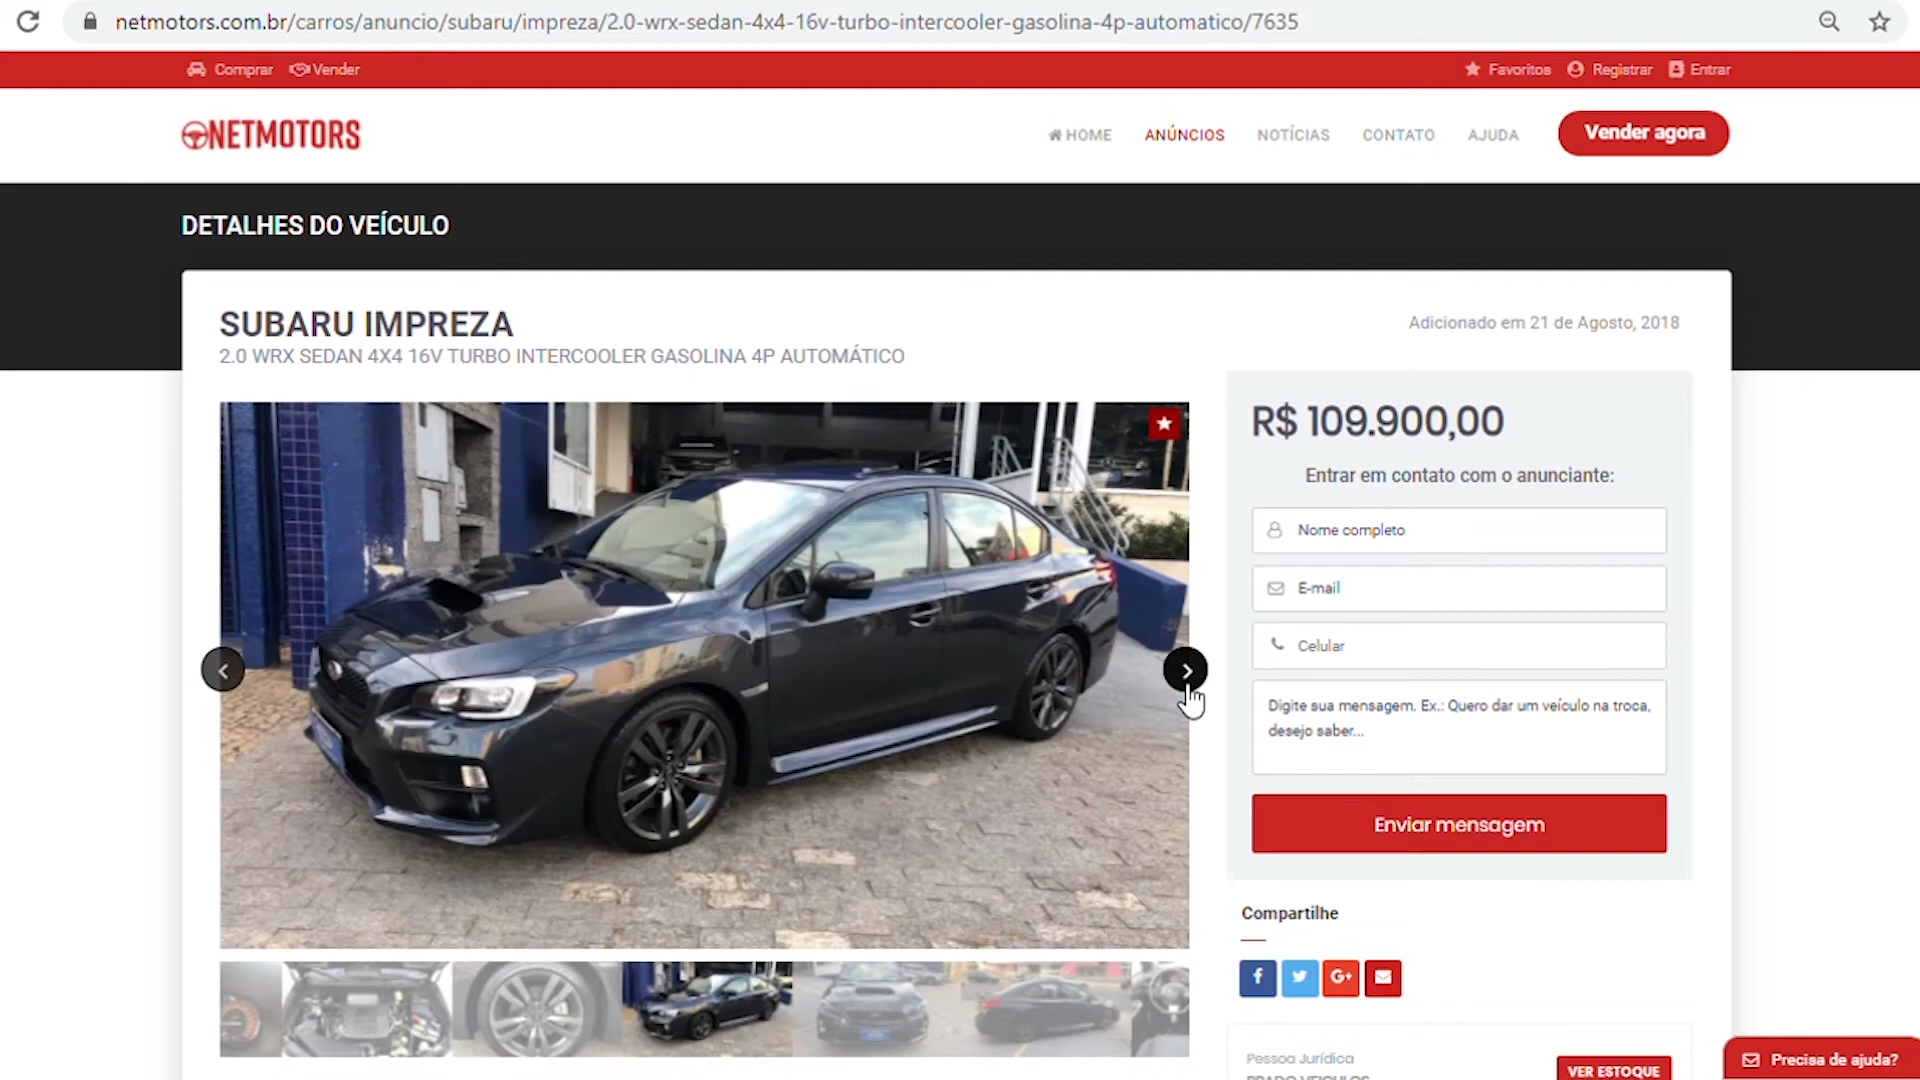 netmotors.com.br/carros/anuncio/subaru/impreza/2.0-wrx-sedan-4x4-16v-turbo-intercooler-gasolina-4p-automatico/7635
Comprar Vender
Favoritos Registrar Entrar
NETMOTORS
HOME ANÚNCIOS NOTÍCIAS CONTATO AJUDA Vender agora
DETALHES DO VEÍCULO
SUBARU IMPREZA
Adicionado em 21 de Agosto, 2018
2.0 WRX SEDAN 4X4 16V TURBO INTERCOOLER GASOLINA 4P AUTOMÁTICO
R$ 109.900,00
Entrar em contato com o anunciante:
Nome completo
E-mail
Celular
Digite sua mensagem. Ex.: Quero dar um veículo na troca,
desejo saber...
Enviar mensagem
Compartilhe
f G+
Pessoa Jurídica
PRADO VEICULOS
VER ESTOQUE
Precisa de ajuda?